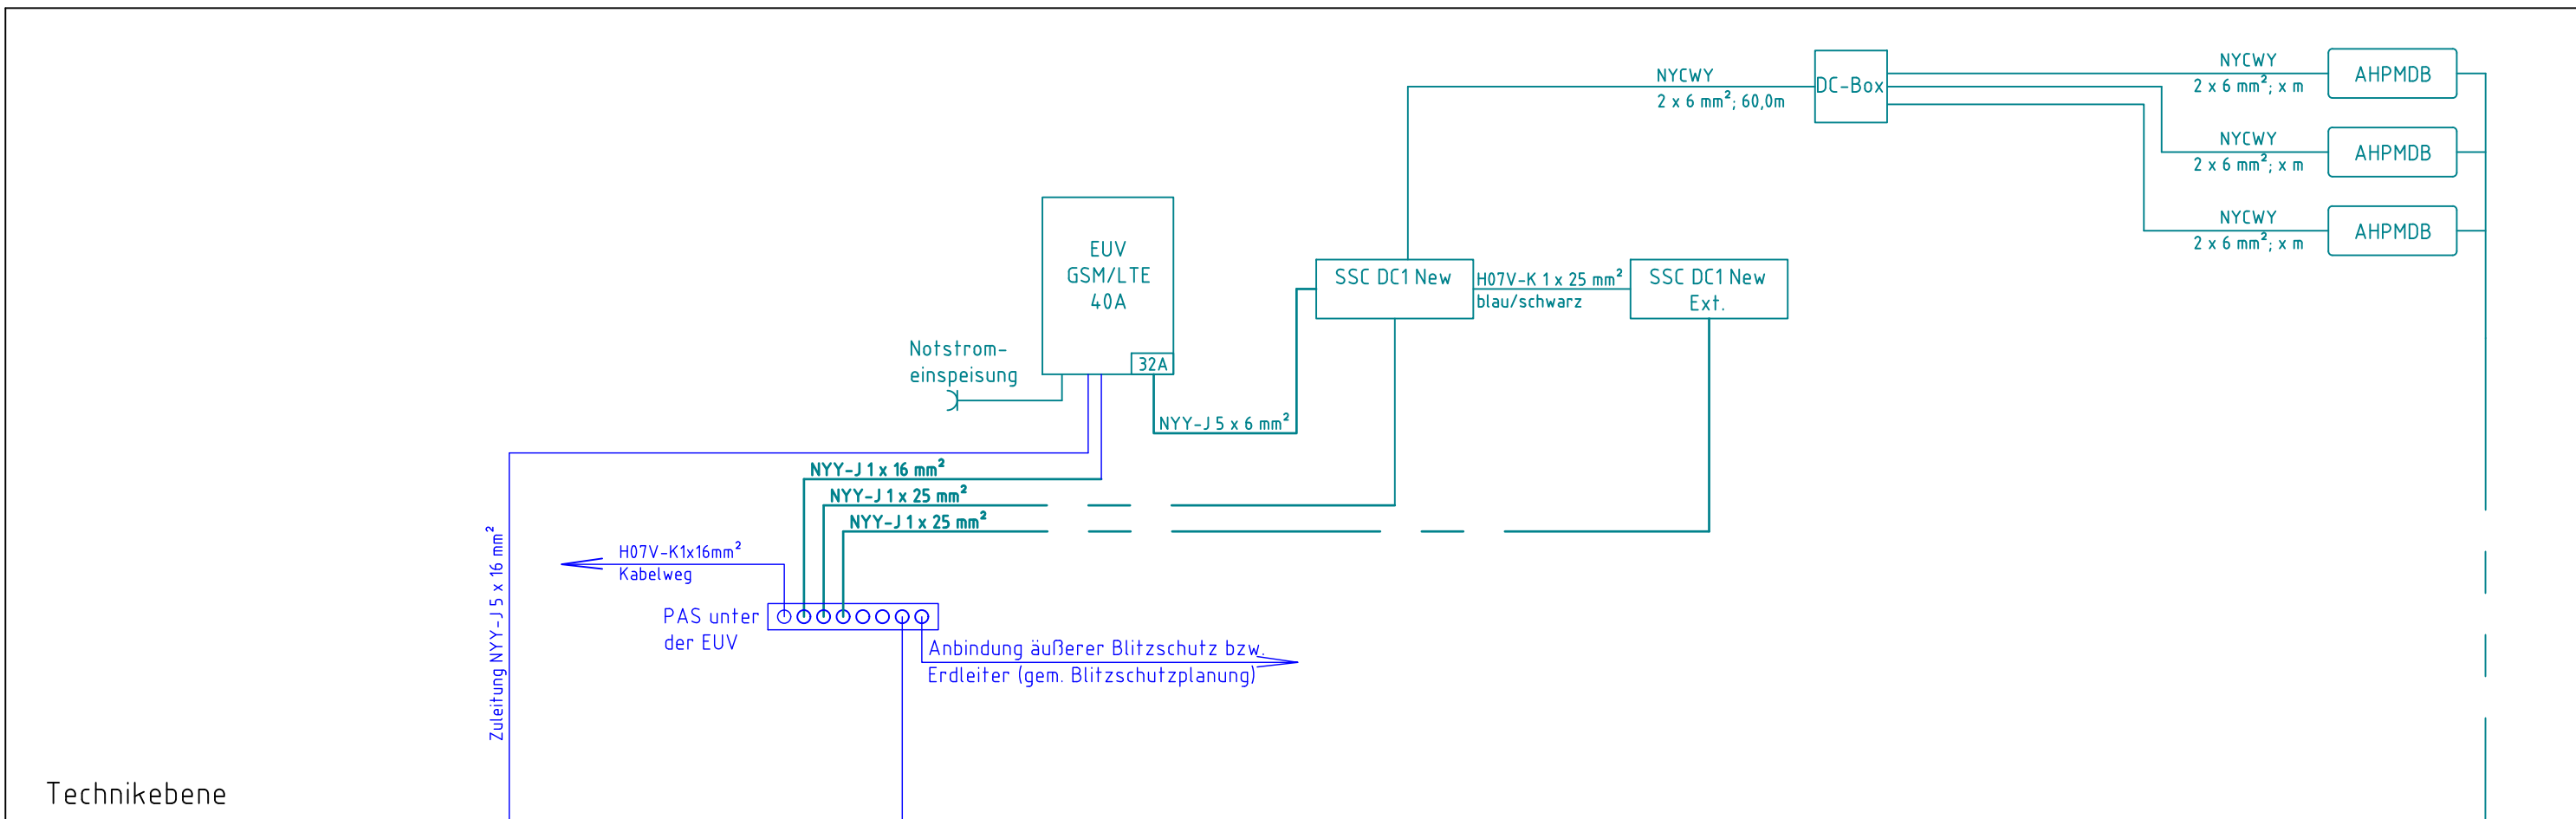 NYCWY
2 x 6 mm²; 60,0m
DC-Box
NYCWY
2 x 6 mm²; x m
AHPMDB
NYCWY
2 x 6 mm²; x m
AHPMDB
NYCWY
2 x 6 mm²; x m
AHPMDB
EUV
GSM/LTE
40A
32A
SSC DC1 New
H07V-K 1 x 25 mm²
blau/schwarz
SSC DC1 New
Ext.
Notstrom-
einspeisung
NYY-J 5 x 6 mm²
NYY-J 1 x 16 mm²
NYY-J 1 x 25 mm²
NYY-J 1 x 25 mm²
Zuleitung NYY-J 5 x 16 mm²
H07V-K1x16mm²
Kabelweg
PAS unter
der EUV
Anbindung äußerer Blitzschutz bzw.
Erdleiter (gem. Blitzschutzplanung)
Technikebene